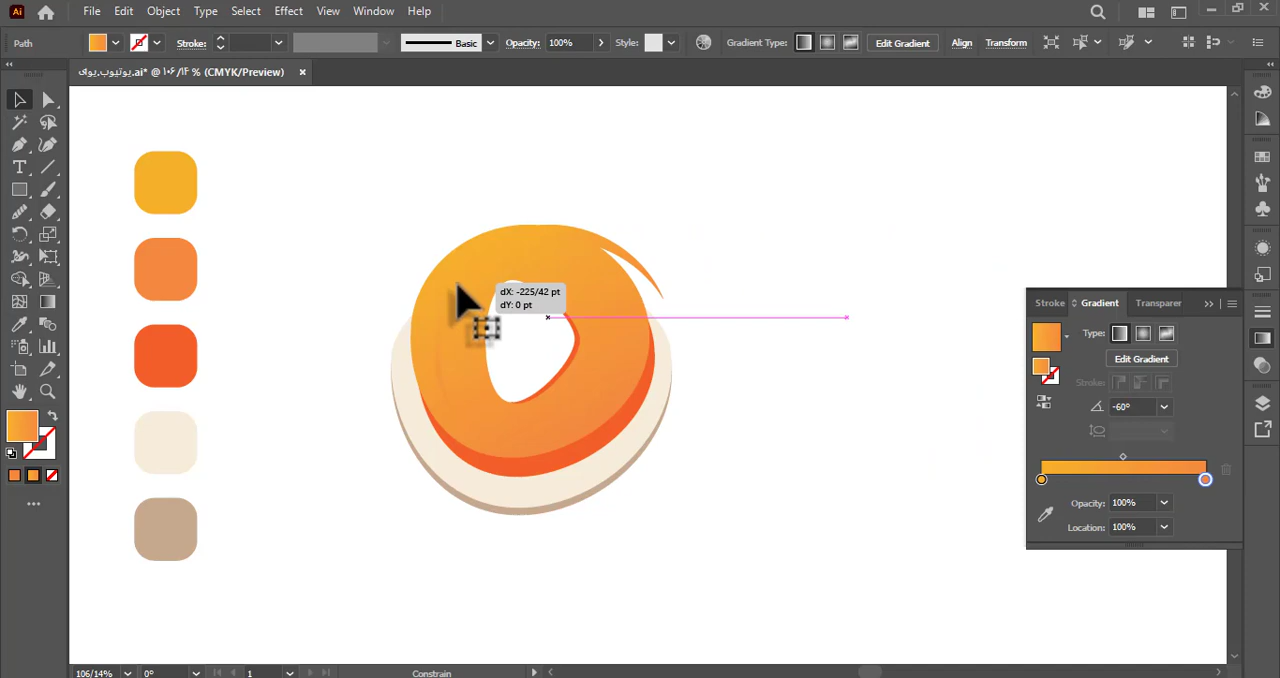 File Edit Object Type Select Effect View Window Help
Path Stroke: Basic Opacity: 100% Style: Gradient Type: Edit Gradient Align Transform
یوتیوب.یوای.ai* @ ۱۰۶/۱۴ % (CMYK/Preview)
dX: -225/42 pt
dY: 0 pt
Stroke Gradient Transparer
Type:
Edit Gradient
Stroke:
-60°
Opacity: 100%
Location: 100%
106/14% 0° 1 Constrain